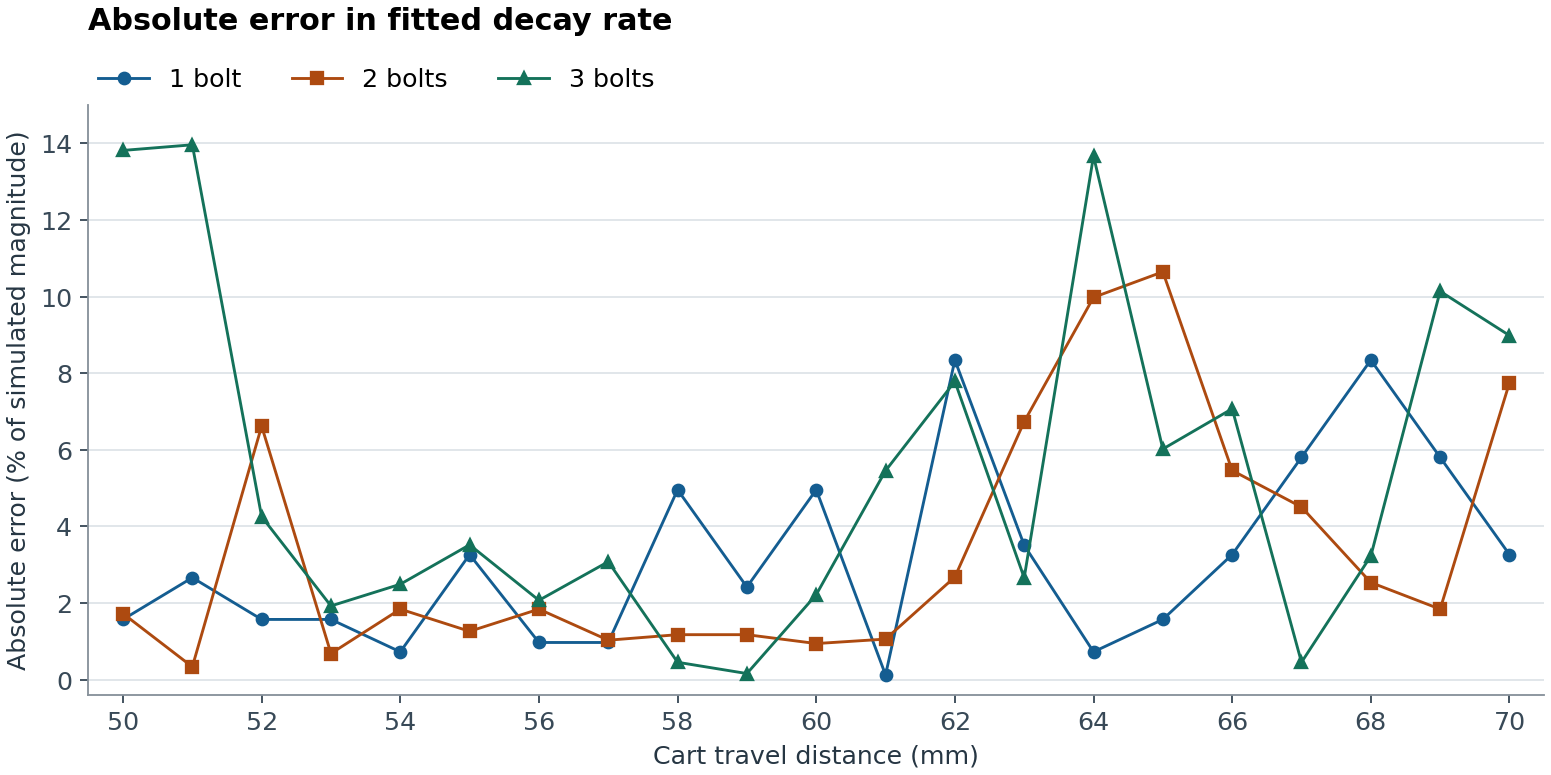 Absolute error in fitted decay rate
1 bolt
2 bolts
3 bolts
Absolute error (% of simulated magnitude)
14
12
10
8
6
4
2
0
50 52 54 56 58 60 62 64 66 68 70
Cart travel distance (mm)